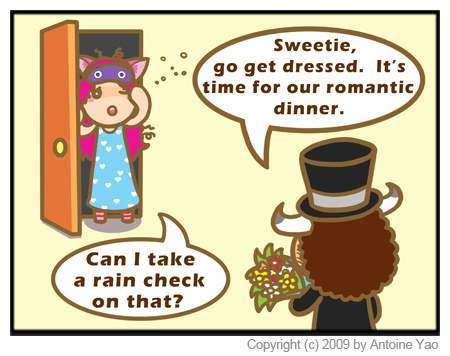 Sweetie,
go get dressed. It's
time for our romantic
dinner.
Can I take
a rain check
on that?
Copyright (c) 2009 by Antoine Yao